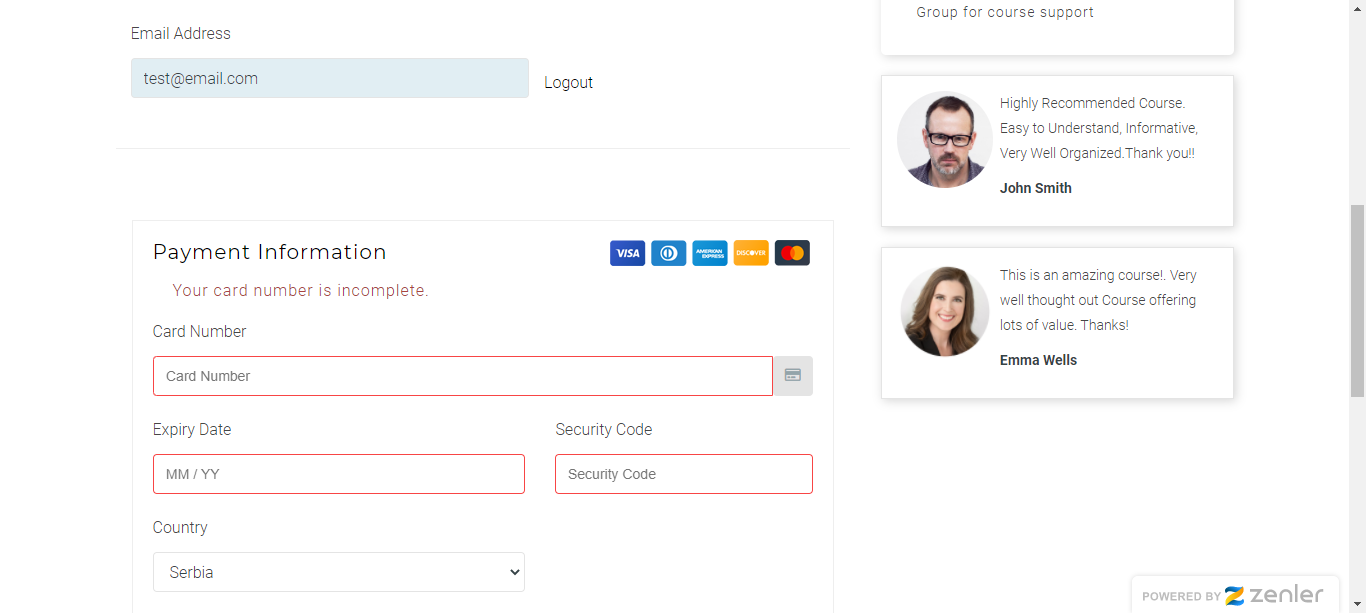 Group for course support
Email Address
test@email.com
Logout
Highly Recommended Course.
Easy to Understand, Informative,
Very Well Organized.Thank you!!
John Smith
Payment Information
VISA
AMERICAN
EXPRESS
DISCOVER
Your card number is incomplete.
Card Number
Card Number
Expiry Date
Security Code
MM / YY
Security Code
Country
Serbia
This is an amazing course!. Very
well thought out Course offering
lots of value. Thanks!
Emma Wells
POWERED BY zenler